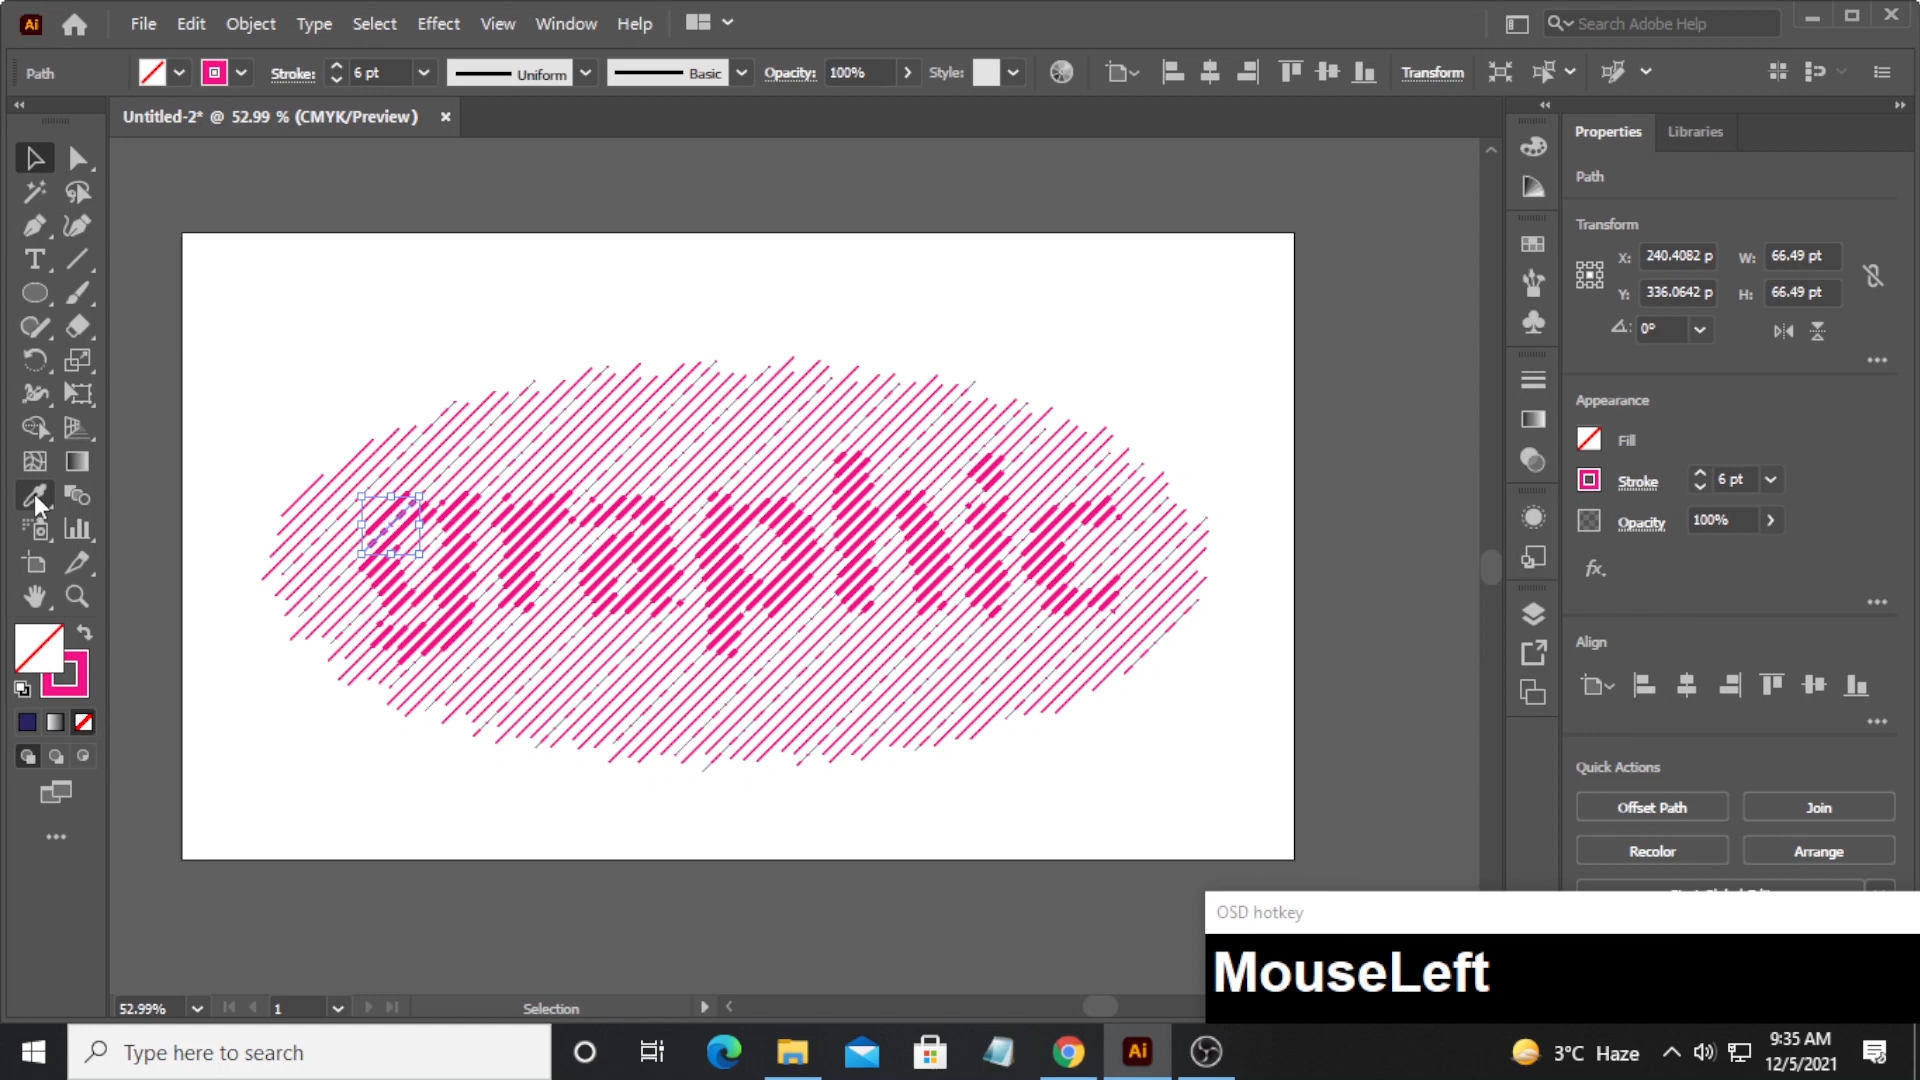 Ai File Edit Object Type Select Effect View Window Help Search Adobe Help
Path Stroke: 6 pt Uniform Basic Opacity: 100% Style: Transform
Untitled-2* @ 52.99 % (CMYK/Preview) ×
Properties Libraries
Path
Transform
X: 240.4082 p W: 66.49 pt
Y: 336.0642 p H: 66.49 pt
0°
Appearance
Fill
Stroke 6 pt
Opacity 100%
fx.
Align
Quick Actions
Offset Path Join
Recolor Arrange
graphic
OSD hotkey
MouseLeft
52.99% 1 Selection
Type here to search
Ai
3°C Haze
9:35 AM
12/5/2021